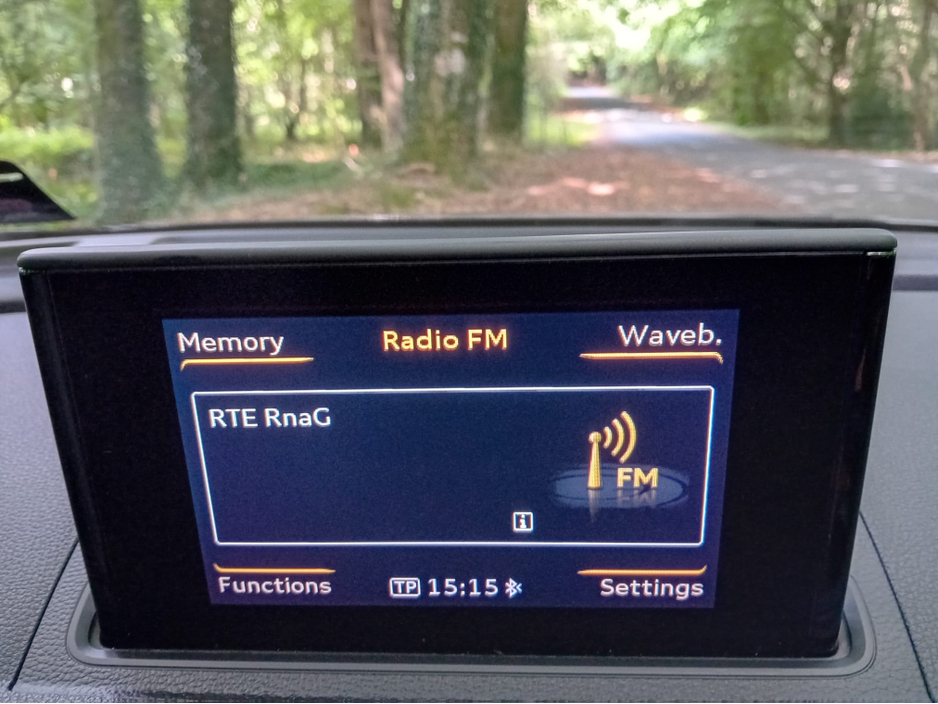 Memory
Radio FM
Waveb.
RTE RnaG
FM
i
Functions
TP 15:15
Settings